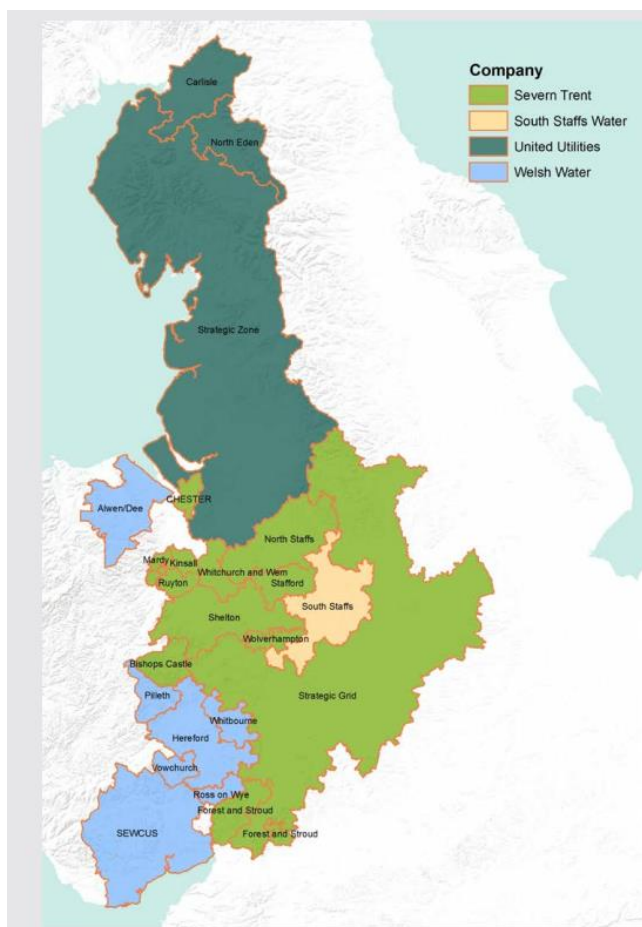 Company
Severn Trent
South Staffs Water
United Utilities
Welsh Water
Carlisle
North Eden
Strategic Zone
CHESTER
Alwen/Dee
North Staffs
Mardy
Kinsall
Whitchurch and Wem
Ruyton
Stafford
South Staffs
Shelton
Wolverhampton
Bishops Castle
Strategic Grid
Pilleth
Whitbourne
Hereford
Vowchurch
Ross on Wye
Forest and Stroud
SEWCUS
Forest and Stroud